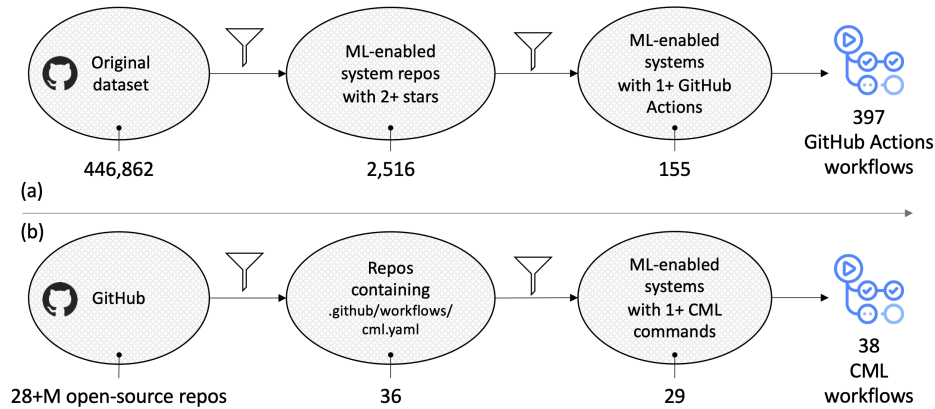 Original
dataset
ML-enabled
system repos
with 2+ stars
ML-enabled
systems
with 1+ GitHub
Actions
446,862
2,516
155
397
GitHub Actions
workflows
(a)
(b)
GitHub
Repos
containing
.github/workflows/
cml.yaml
ML-enabled
systems
with 1+ CML
commands
28+M open-source repos
36
29
38
CML
workflows